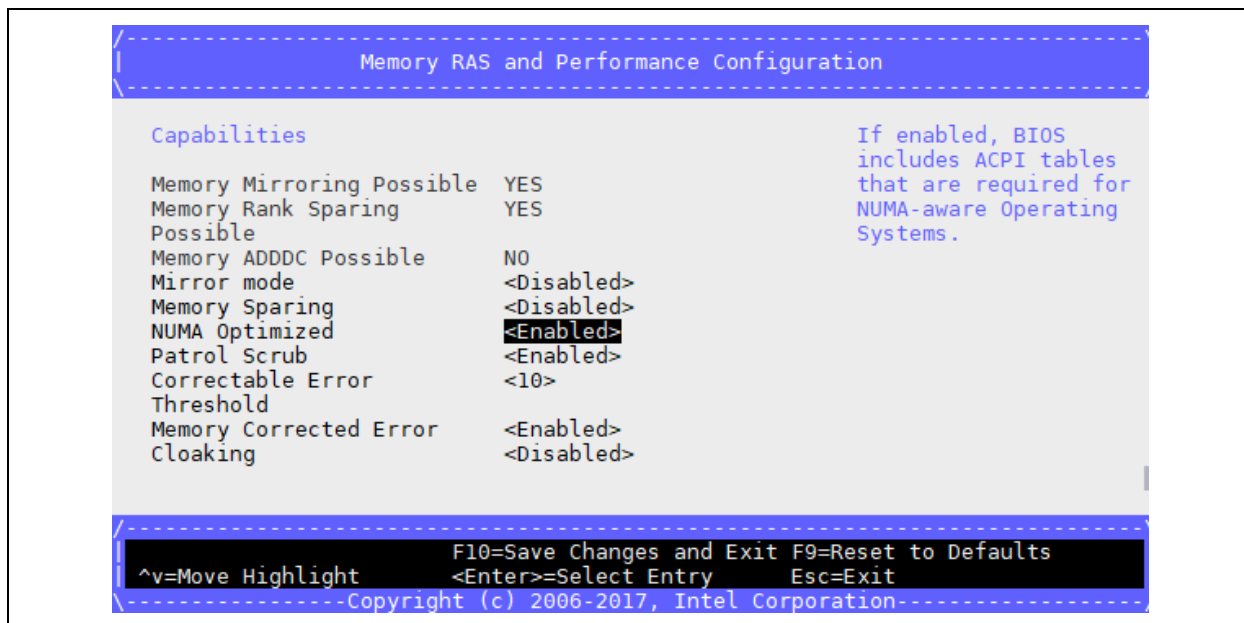 /------------------------------------------------------------------------------\
| Memory RAS and Performance Configuration
\------------------------------------------------------------------------------/
Capabilities If enabled, BIOS
includes ACPI tables
Memory Mirroring Possible YES that are required for
Memory Rank Sparing YES NUMA-aware Operating
Possible Systems.
Memory ADDDC Possible NO
Mirror mode <Disabled>
Memory Sparing <Disabled>
NUMA Optimized <Enabled>
Patrol Scrub <Enabled>
Correctable Error <10>
Threshold
Memory Corrected Error <Enabled>
Cloaking <Disabled>
/------------------------------------------------------------------------------\
| F10=Save Changes and Exit F9=Reset to Defaults
| ^v=Move Highlight <Enter>=Select Entry Esc=Exit
\-----------------Copyright (c) 2006-2017, Intel Corporation-------------------/